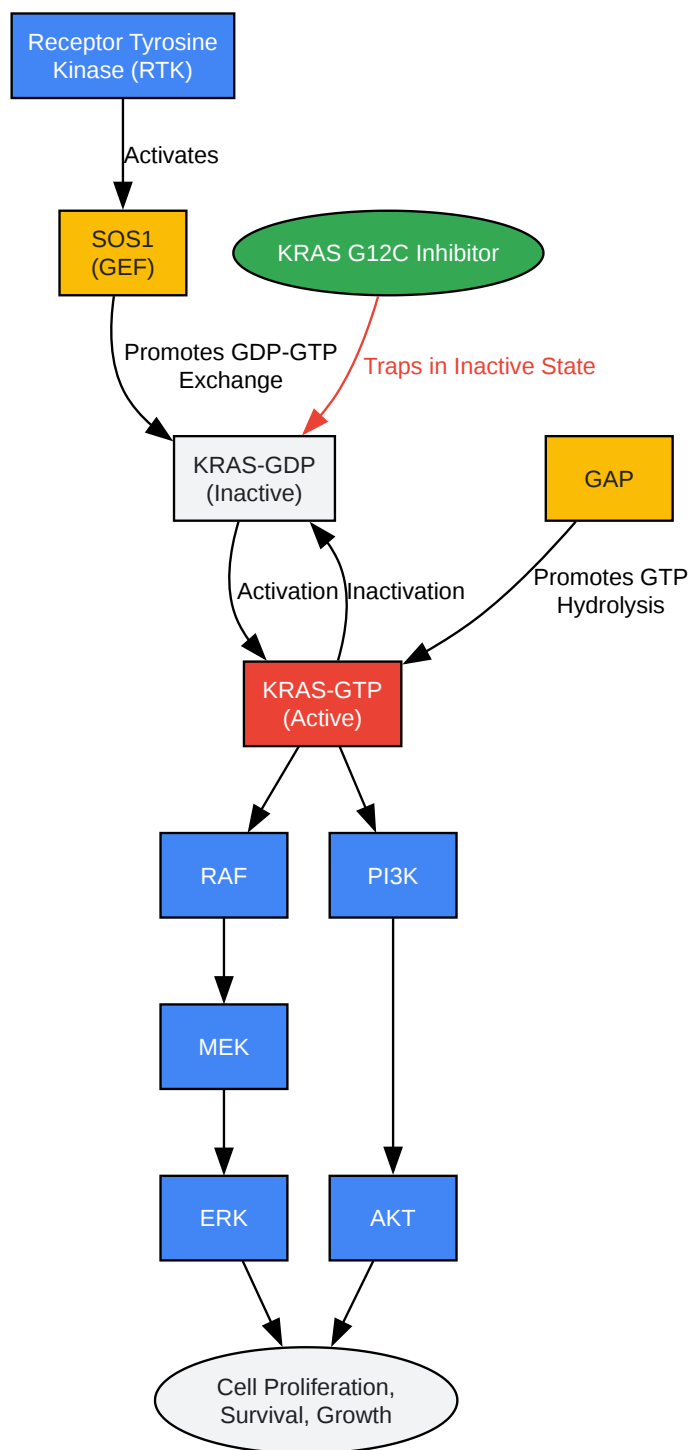 Receptor Tyrosine
Kinase (RTK)
Activates
SOS1
(GEF)
KRAS G12C Inhibitor
Promotes GDP-GTP
Exchange
Traps in Inactive State
KRAS-GDP
(Inactive)
GAP
Activation
Inactivation
Promotes GTP
Hydrolysis
KRAS-GTP
(Active)
RAF
PI3K
MEK
ERK
AKT
Cell Proliferation,
Survival, Growth